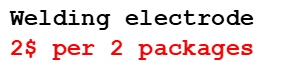 Welding electrode
2$ per 2 packages